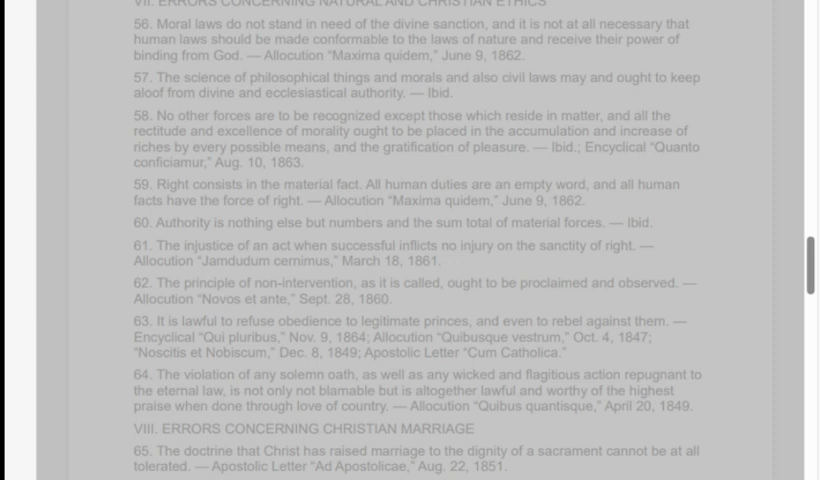 VII. ERRORS CONCERNING NATURAL AND CHRISTIAN ETHICS
56. Moral laws do not stand in need of the divine sanction, and it is not at all necessary that
human laws should be made conformable to the laws of nature and receive their power of
binding from God. — Allocution “Maxima quidem,” June 9, 1862.
57. The science of philosophical things and morals and also civil laws may and ought to keep
aloof from divine and ecclesiastical authority. — Ibid.
58. No other forces are to be recognized except those which reside in matter, and all the
rectitude and excellence of morality ought to be placed in the accumulation and increase of
riches by every possible means, and the gratification of pleasure. — Ibid.; Encyclical “Quanto
conficiamur,” Aug. 10, 1863.
59. Right consists in the material fact. All human duties are an empty word, and all human
facts have the force of right. — Allocution “Maxima quidem,” June 9, 1862.
60. Authority is nothing else but numbers and the sum total of material forces. — Ibid.
61. The injustice of an act when successful inflicts no injury on the sanctity of right. —
Allocution “Jamdudum cernimus,” March 18, 1861.
62. The principle of non-intervention, as it is called, ought to be proclaimed and observed. —
Allocution “Novos et ante,” Sept. 28, 1860.
63. It is lawful to refuse obedience to legitimate princes, and even to rebel against them. —
Encyclical “Qui pluribus,” Nov. 9, 1864; Allocution “Quibusque vestrum,” Oct. 4, 1847;
“Noscitis et Nobiscum,” Dec. 8, 1849; Apostolic Letter “Cum Catholica.”
64. The violation of any solemn oath, as well as any wicked and flagitious action repugnant to
the eternal law, is not only not blamable but is altogether lawful and worthy of the highest
praise when done through love of country. — Allocution “Quibus quantisque,” April 20, 1849.
VIII. ERRORS CONCERNING CHRISTIAN MARRIAGE
65. The doctrine that Christ has raised marriage to the dignity of a sacrament cannot be at all
tolerated. — Apostolic Letter “Ad Apostolicae,” Aug. 22, 1851.